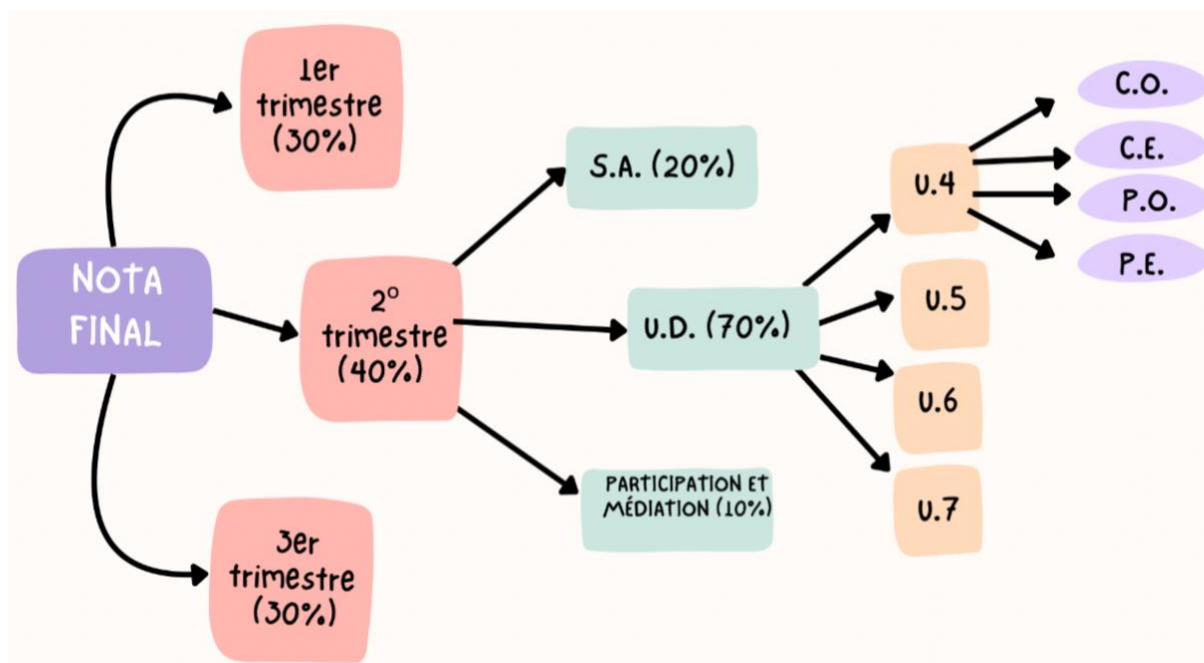 1er
trimestre
(30%)
NOTA
FINAL
2º
trimestre
(40%)
3er
trimestre
(30%)
S.A. (20%)
U.D. (70%)
PARTICIPATION ET
MÉDIATION (10%)
U.4
U.5
U.6
U.7
C.O.
C.E.
P.O.
P.E.